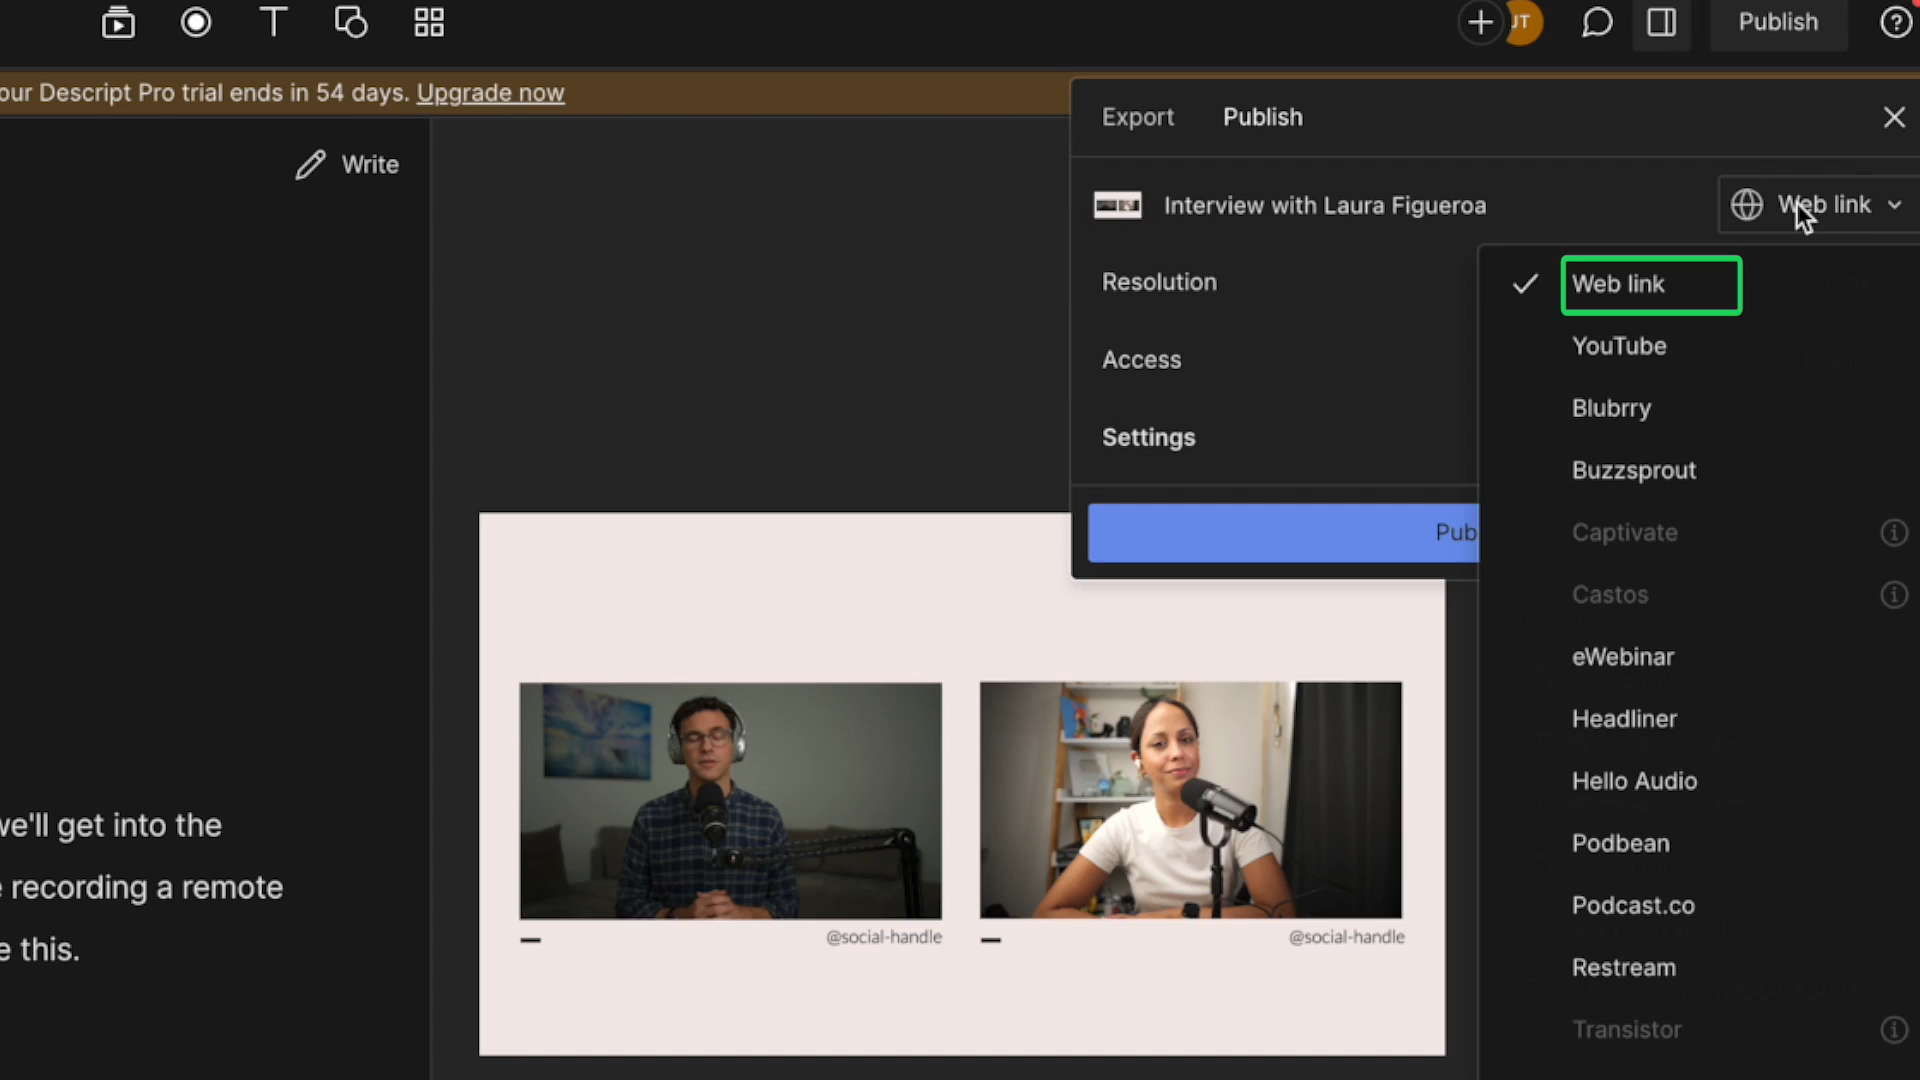 JT
Publish
our Descript Pro trial ends in 54 days. Upgrade now
Export Publish
Write
Interview with Laura Figueroa
Web link
Resolution
Web link
YouTube
Access
Blubrry
Settings
Buzzsprout
Pub
Captivate
Castos
eWebinar
Headliner
Hello Audio
we'll get into the
Podbean
recording a remote
Podcast.co
@social-handle
@social-handle
e this.
Restream
Transistor